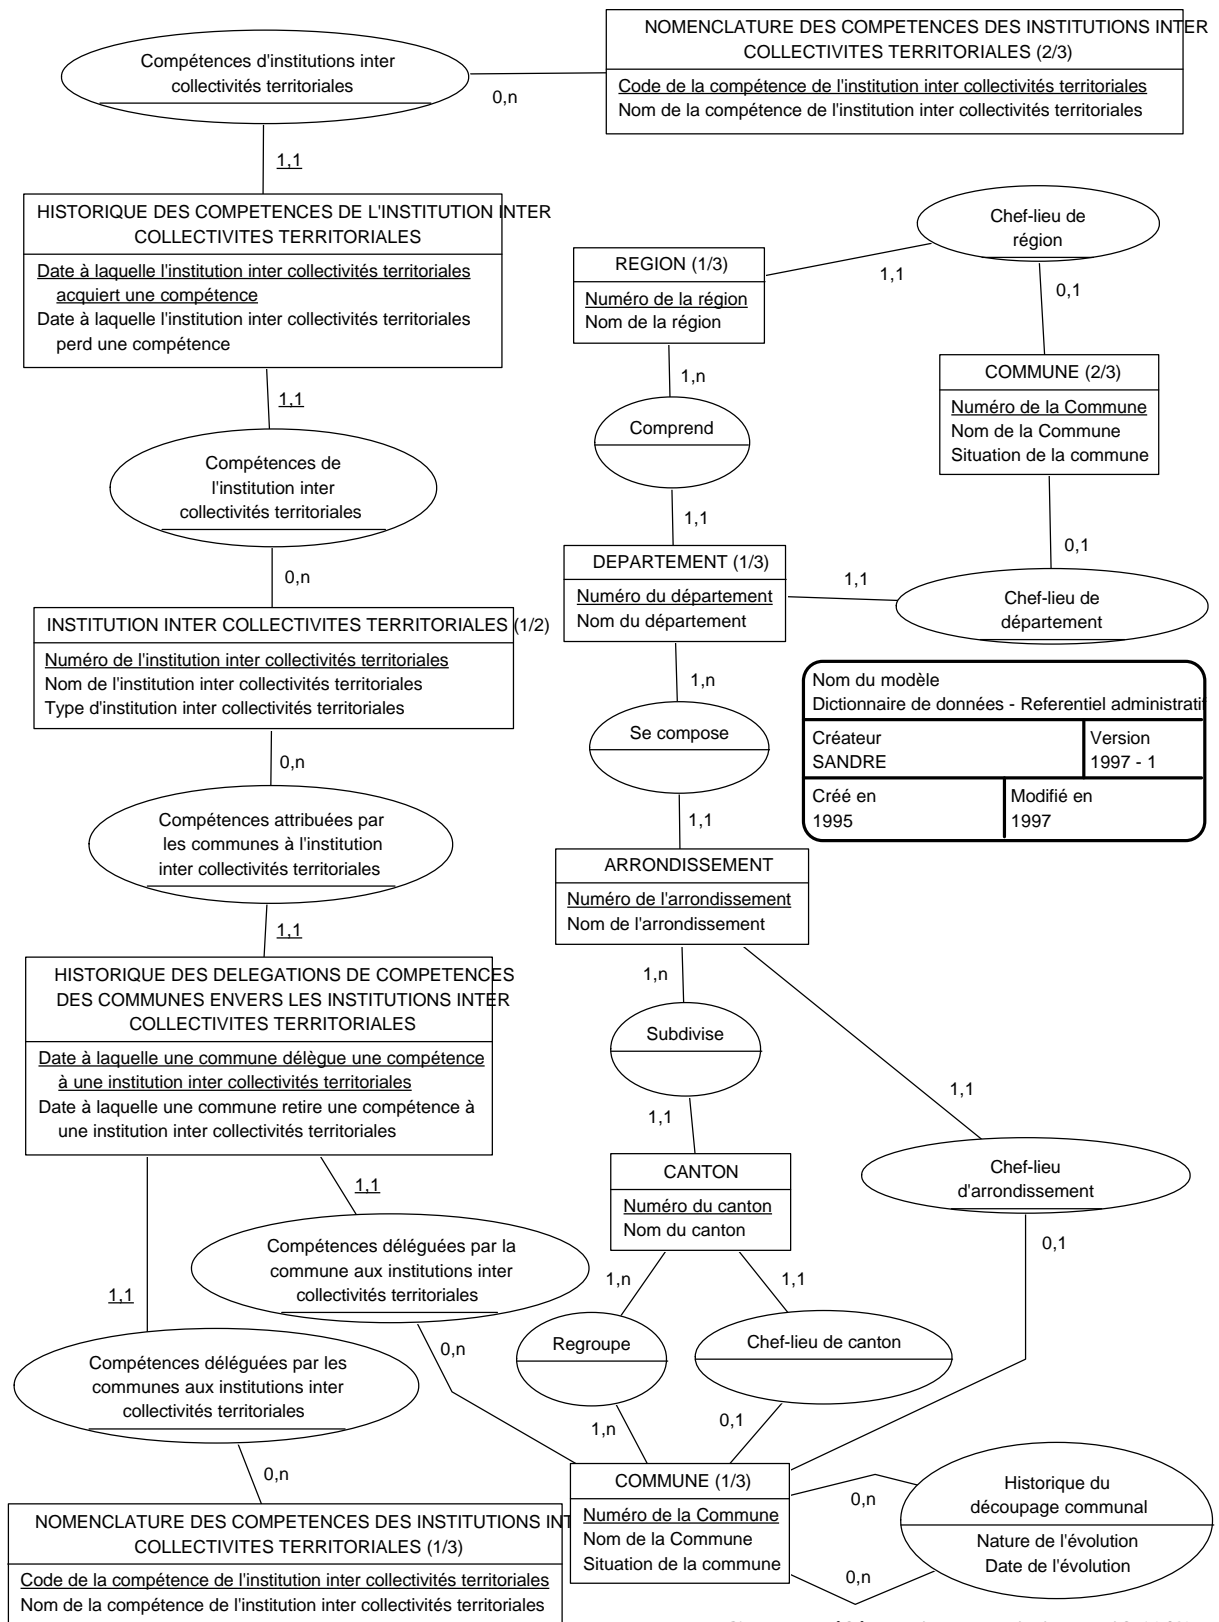 Compétences d'institutions inter
collectivités territoriales
0,n
NOMENCLATURE DES COMPETENCES DES INSTITUTIONS INTER
COLLECTIVITES TERRITORIALES (2/3)
Code de la compétence de l'institution inter collectivités territoriales
Nom de la compétence de l'institution inter collectivités territoriales
1,1
HISTORIQUE DES COMPETENCES DE L'INSTITUTION INTER
COLLECTIVITES TERRITORIALES
Date à laquelle l'institution inter collectivités territoriales
acquiert une compétence
Date à laquelle l'institution inter collectivités territoriales
perd une compétence
1,1
Compétences de
l'institution inter
collectivités territoriales
0,n
INSTITUTION INTER COLLECTIVITES TERRITORIALES (1/2)
Numéro de l'institution inter collectivités territoriales
Nom de l'institution inter collectivités territoriales
Type d'institution inter collectivités territoriales
0,n
Compétences attribuées par
les communes à l'institution
inter collectivités territoriales
1,1
HISTORIQUE DES DELEGATIONS DE COMPETENCES
DES COMMUNES ENVERS LES INSTITUTIONS INTER
COLLECTIVITES TERRITORIALES
Date à laquelle une commune délègue une compétence
à une institution inter collectivités territoriales
Date à laquelle une commune retire une compétence à
une institution inter collectivités territoriales
1,1
Compétences déléguées par la
commune aux institutions inter
collectivités territoriales
0,n
1,1
Compétences déléguées par les
communes aux institutions inter
collectivités territoriales
0,n
NOMENCLATURE DES COMPETENCES DES INSTITUTIONS INT
COLLECTIVITES TERRITORIALES (1/3)
Code de la compétence de l'institution inter collectivités territoriales
Nom de la compétence de l'institution inter collectivités territoriales
Chef-lieu de
région
1,1
0,1
REGION (1/3)
Numéro de la région
Nom de la région
1,n
Comprend
1,1
COMMUNE (2/3)
Numéro de la Commune
Nom de la Commune
Situation de la commune
0,1
DEPARTEMENT (1/3)
Numéro du département
Nom du département
1,1
Chef-lieu de
département
1,n
Se compose
1,1
Nom du modèle
Dictionnaire de données - Referentiel administratif
Créateur
SANDRE
Version
1997 - 1
Créé en
1995
Modifié en
1997
ARRONDISSEMENT
Numéro de l'arrondissement
Nom de l'arrondissement
1,n
Subdivise
1,1
1,1
Chef-lieu
d'arrondissement
0,1
CANTON
Numéro du canton
Nom du canton
1,n
1,1
Regroupe
Chef-lieu de canton
1,n
0,1
COMMUNE (1/3)
Numéro de la Commune
Nom de la Commune
Situation de la commune
0,n
0,n
Historique du
découpage communal
Nature de l'évolution
Date de l'évolution